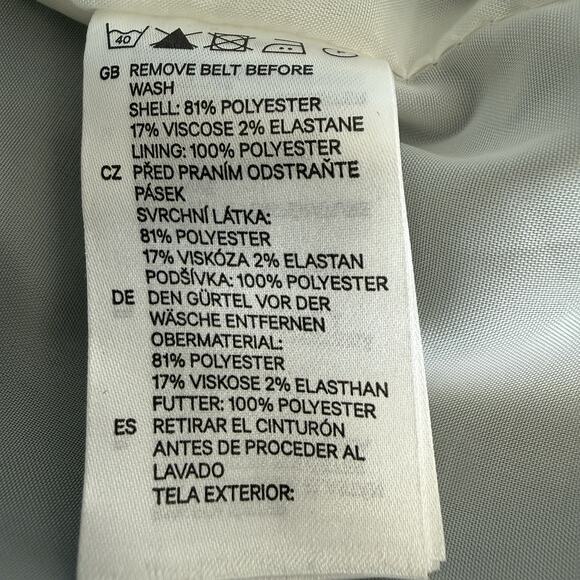 40
GB REMOVE BELT BEFORE
WASH
SHELL: 81% POLYESTER
17% VISCOSE 2% ELASTANE
LINING: 100% POLYESTER
CZ PŘED PRANÍM ODSTRAŇTE
PÁSEK
SVRCHNÍ LÁTKA:
81% POLYESTER
17% VISKÓZA 2% ELASTAN
PODŠÍVKA: 100% POLYESTER
DE DEN GÜRTEL VOR DER
WÄSCHE ENTFERNEN
OBERMATERIAL:
81% POLYESTER
17% VISKOSE 2% ELASTHAN
FUTTER: 100% POLYESTER
ES RETIRAR EL CINTURÓN
ANTES DE PROCEDER AL
LAVADO
TELA EXTERIOR: